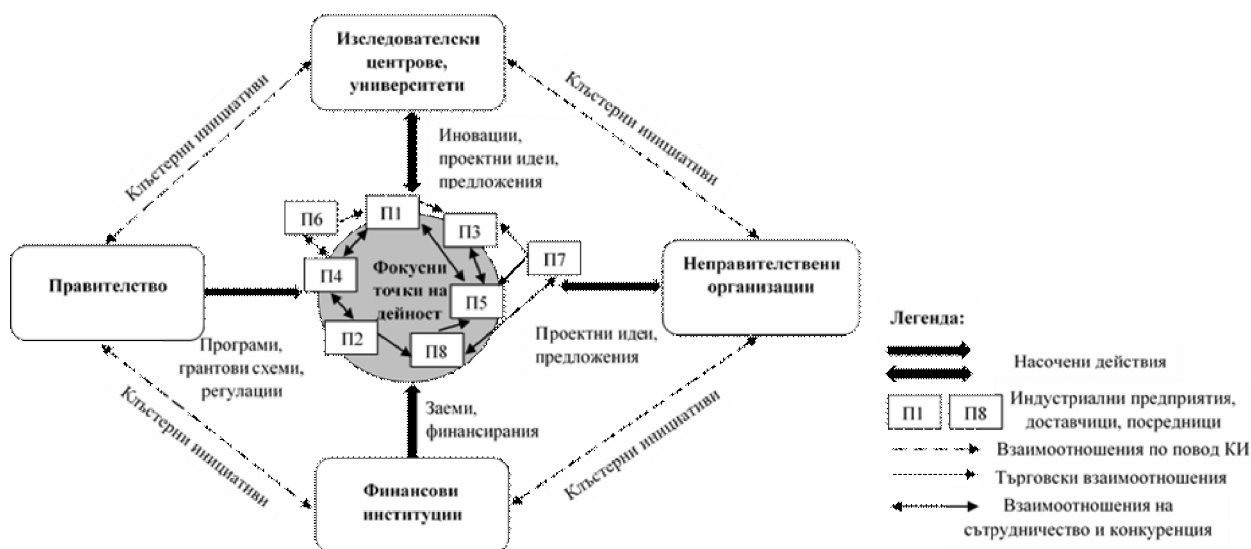 Изследователски
центрове,
университети
Клъстерни инициативи
Клъстерни инициативи
Иновации,
проектни идеи,
предложения
П6
П1
П3
П7
П4
Фокусни
точки на
дейност
П5
П2
П8
Правителство
Неправителствени
организации
Програми,
грантови схеми,
регулации
Проектни идеи,
предложения
Заеми,
финансирания
Клъстерни инициативи
Клъстерни инициативи
Финансови
институции
Легенда:
Насочени действия
П1
П8
Индустриални предприятия,
доставчици, посредници
Взаимоотношения по повод КИ
Търговски взаимоотношения
Взаимоотношения на
сътрудничество и конкуренция